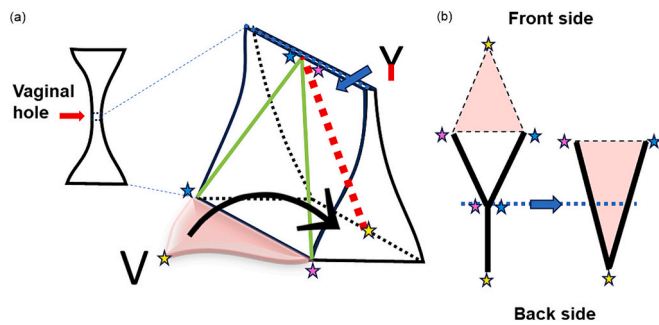 (a)
Vaginal
hole
V
Y
(b)
Front side
Back side